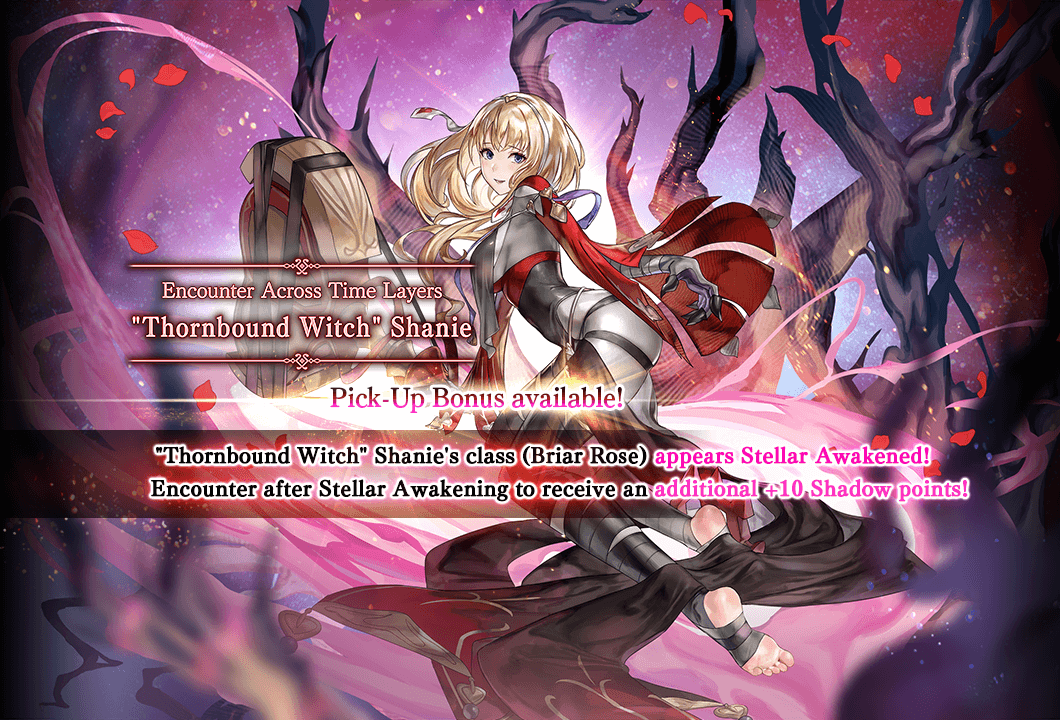 Encounter Across Time Layers
"Thornbound Witch" Shanie
Pick-Up Bonus available!
"Thornbound Witch" Shanie's class (Briar Rose) appears Stellar Awakened!
Encounter after Stellar Awakening to receive an additional +10 Shadow points!